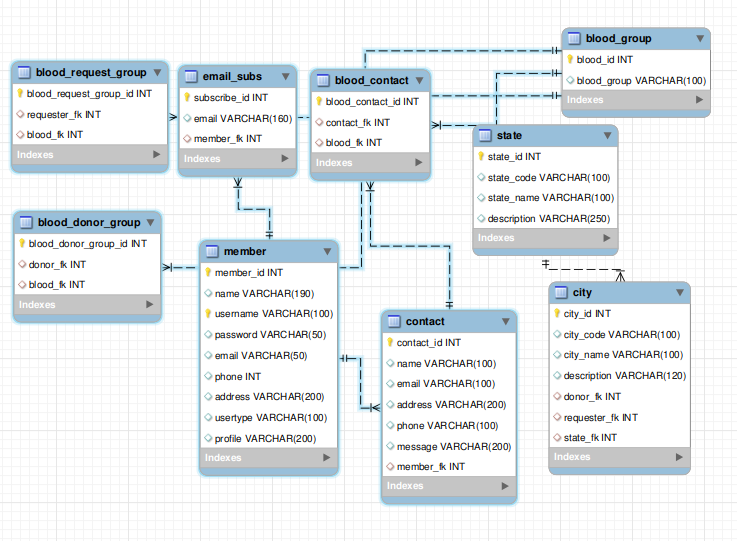 blood_request_group
blood_request_group_id INT
requester_fk INT
blood_fk INT
Indexes
email_subs
subscribe_id INT
email VARCHAR(160)
member_fk INT
Indexes
blood_contact
blood_contact_id INT
contact_fk INT
blood_fk INT
Indexes
blood_group
blood_id INT
blood_group VARCHAR(100)
Indexes
state
state_id INT
state_code VARCHAR(100)
state_name VARCHAR(100)
description VARCHAR(250)
Indexes
blood_donor_group
blood_donor_group_id INT
donor_fk INT
blood_fk INT
Indexes
member
member_id INT
name VARCHAR(190)
username VARCHAR(100)
password VARCHAR(50)
email VARCHAR(50)
phone INT
address VARCHAR(200)
usertype VARCHAR(100)
profile VARCHAR(200)
Indexes
contact
contact_id INT
name VARCHAR(100)
email VARCHAR(100)
address VARCHAR(200)
phone VARCHAR(100)
message VARCHAR(200)
member_fk INT
Indexes
city
city_id INT
city_code VARCHAR(100)
city_name VARCHAR(100)
description VARCHAR(120)
donor_fk INT
requester_fk INT
state_fk INT
Indexes